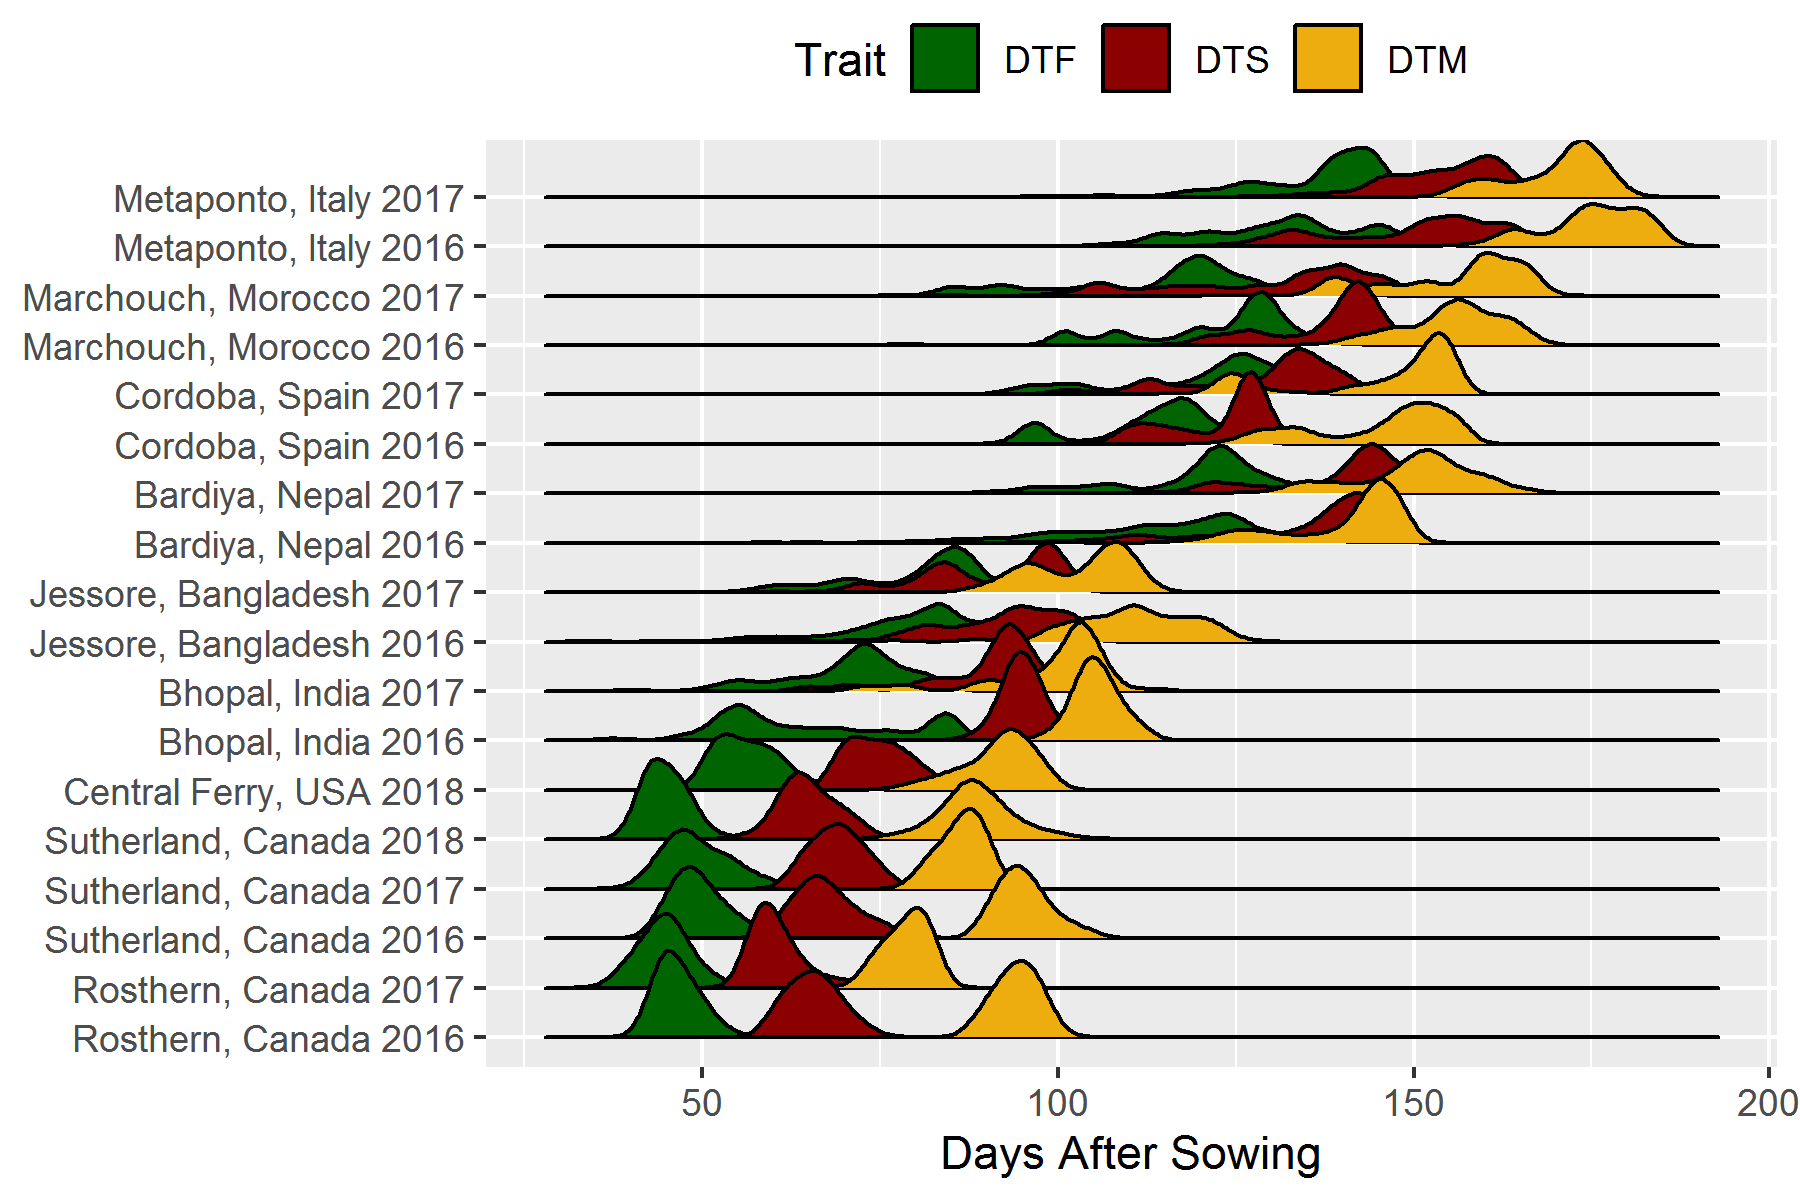 Trait DTF DTS DTM
Metaponto, Italy 2017
Metaponto, Italy 2016
Marchouch, Morocco 2017
Marchouch, Morocco 2016
Cordoba, Spain 2017
Cordoba, Spain 2016
Bardiya, Nepal 2017
Bardiya, Nepal 2016
Jessore, Bangladesh 2017
Jessore, Bangladesh 2016
Bhopal, India 2017
Bhopal, India 2016
Central Ferry, USA 2018
Sutherland, Canada 2018
Sutherland, Canada 2017
Sutherland, Canada 2016
Rosthern, Canada 2017
Rosthern, Canada 2016
50 100 150 200
Days After Sowing